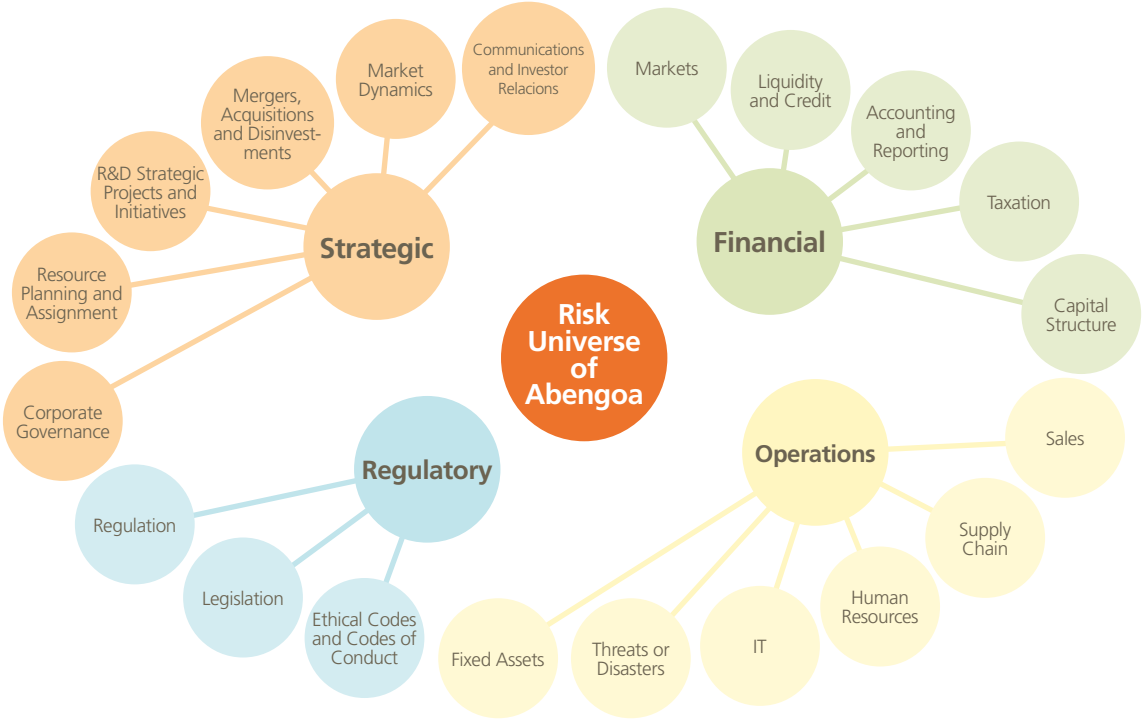 Communications
and Investor
Relacions
Market
Dynamics
Mergers,
Acquisitions
and Disinvest-
ments
R&D Strategic
Projects and
Initiatives
Resource
Planning and
Assignment
Corporate
Governance
Strategic
Markets
Liquidity
and Credit
Accounting
and
Reporting
Taxation
Capital
Structure
Financial
Risk
Universe
of
Abengoa
Regulatory
Regulation
Legislation
Ethical Codes
and Codes of
Conduct
Operations
Sales
Supply
Chain
Human
Resources
IT
Threats or
Disasters
Fixed Assets